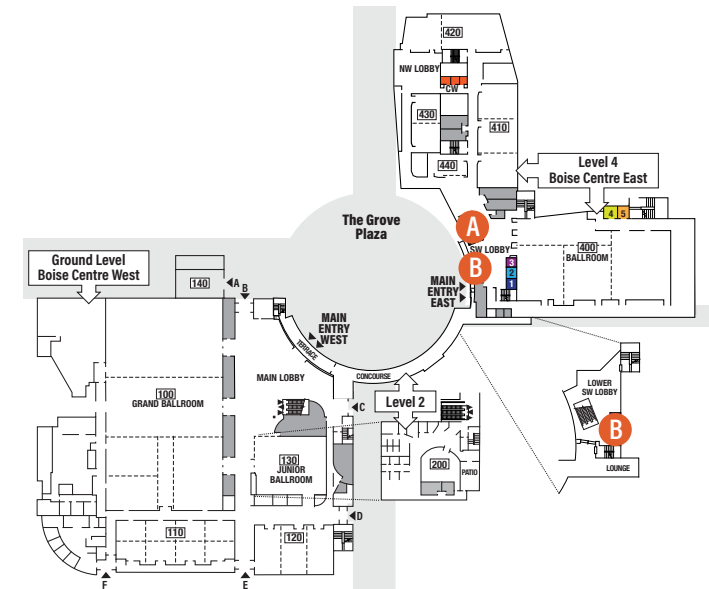 420
NW LOBBY
CW
430
410
440
Level 4
Boise Centre East
The Grove
Plaza
A
4 5
SW LOBBY
400
BALLROOM
3
2
1
B
MAIN
ENTRY
EAST
Ground Level
Boise Centre West
140
A
B
MAIN
ENTRY
WEST
TERRACE
CONCOURSE
MAIN LOBBY
100
GRAND BALLROOM
C
Level 2
LOWER
SW LOBBY
B
LOUNGE
130
JUNIOR
BALLROOM
200
PATIO
D
110
120
F
E